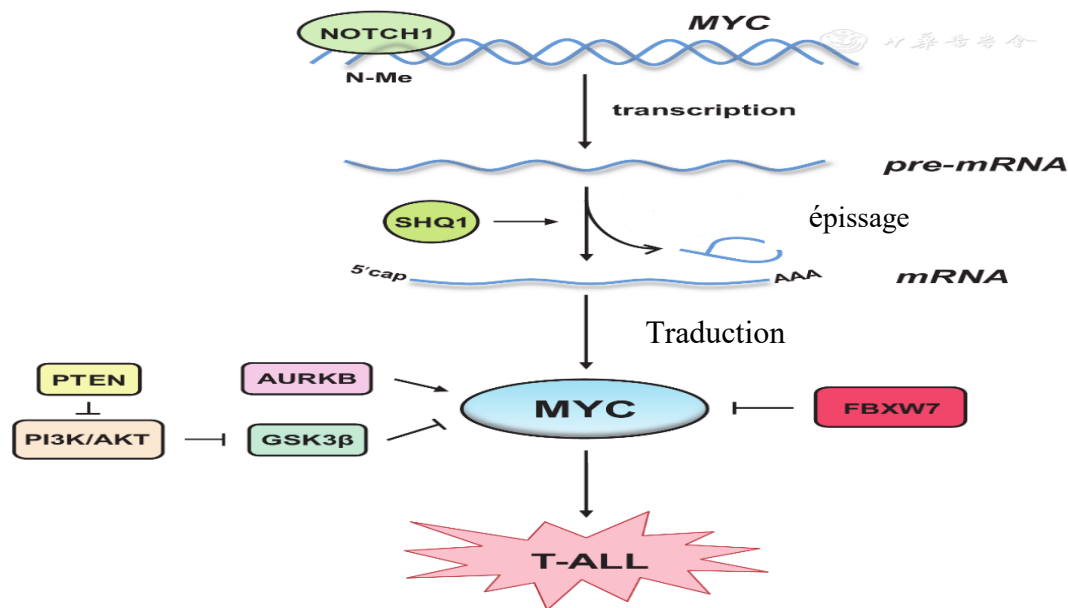 NOTCH1
MYC
N-Me
transcription
pre-mRNA
SHQ1
épissage
5'cap
AAA
mRNA
Traduction
PTEN
AURKB
MYC
FBXW7
PI3K/AKT
GSK3β
T-ALL